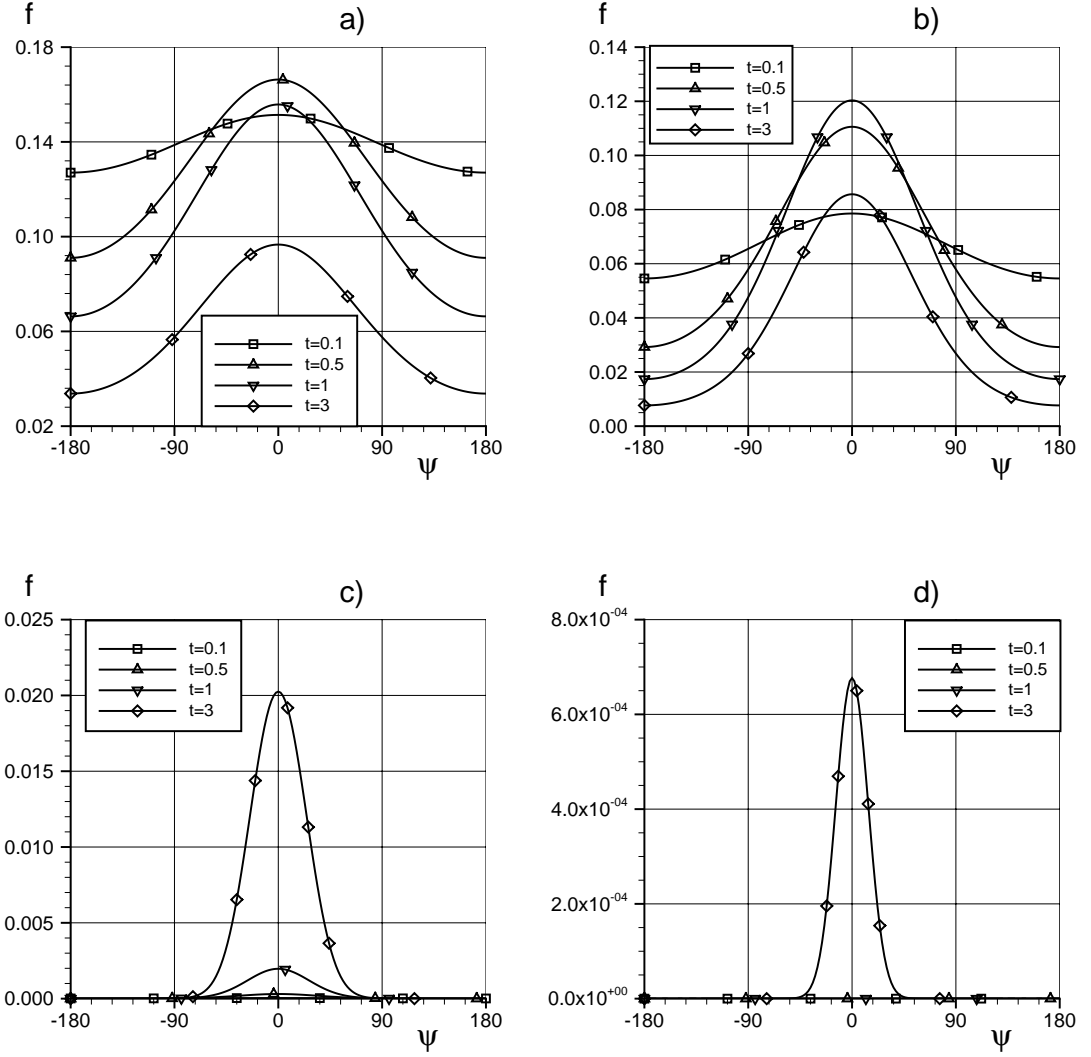 f
a)
0.18
0.14
0.10
0.06
0.02
t=0.1
t=0.5
t=1
t=3
-180
-90
0
90
180
ψ
f
b)
0.14
0.12
0.10
0.08
0.06
0.04
0.02
0.00
t=0.1
t=0.5
t=1
t=3
-180
-90
0
90
180
ψ
f
c)
0.025
0.020
0.015
0.010
0.005
0.000
t=0.1
t=0.5
t=1
t=3
-180
-90
0
90
180
ψ
f
d)
8.0x10⁻⁰⁴
6.0x10⁻⁰⁴
4.0x10⁻⁰⁴
2.0x10⁻⁰⁴
0.0x10⁺⁰⁰
t=0.1
t=0.5
t=1
t=3
-180
-90
0
90
180
ψ